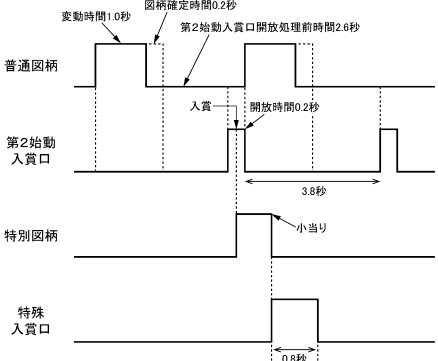 変動時間1.0秒
図柄確定時間0.2秒
第2始動入賞口開放処理前時間2.6秒
普通図柄
入賞
開放時間0.2秒
第2始動
入賞口
3.8秒
特別図柄
小当り
特殊
入賞口
0.8秒